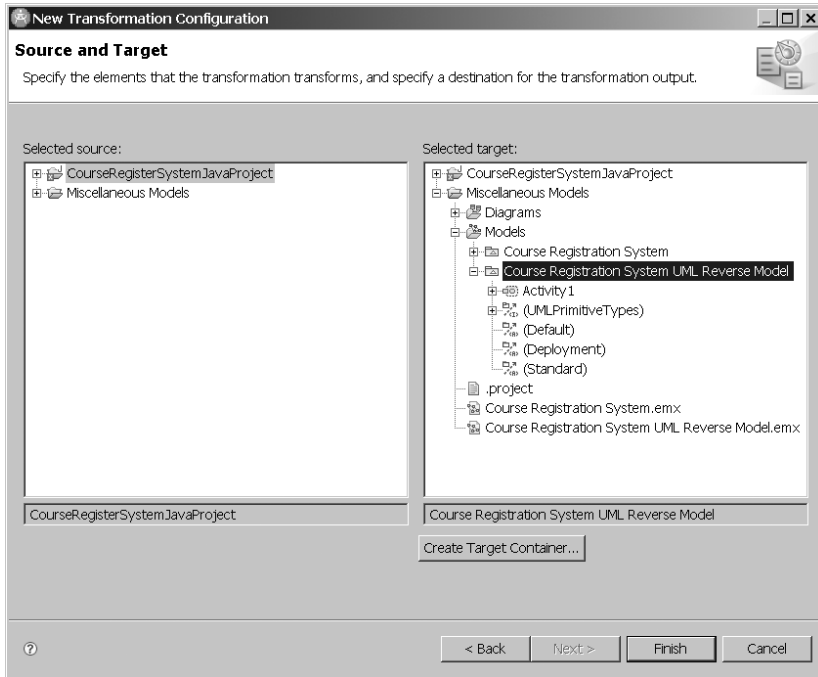 New Transformation Configuration
Source and Target
Specify the elements that the transformation transforms, and specify a destination for the transformation output.
Selected source:
CourseRegisterSystemJavaProject
Miscellaneous Models
CourseRegisterSystemJavaProject
Selected target:
CourseRegisterSystemJavaProject
Miscellaneous Models
Diagrams
Models
Course Registration System
Course Registration System UML Reverse Model
Activity1
(UMLPrimitiveTypes)
(Default)
(Deployment)
(Standard)
.project
Course Registration System.emx
Course Registration System UML Reverse Model.emx
Course Registration System UML Reverse Model
Create Target Container...
?
< Back
Next >
Finish
Cancel